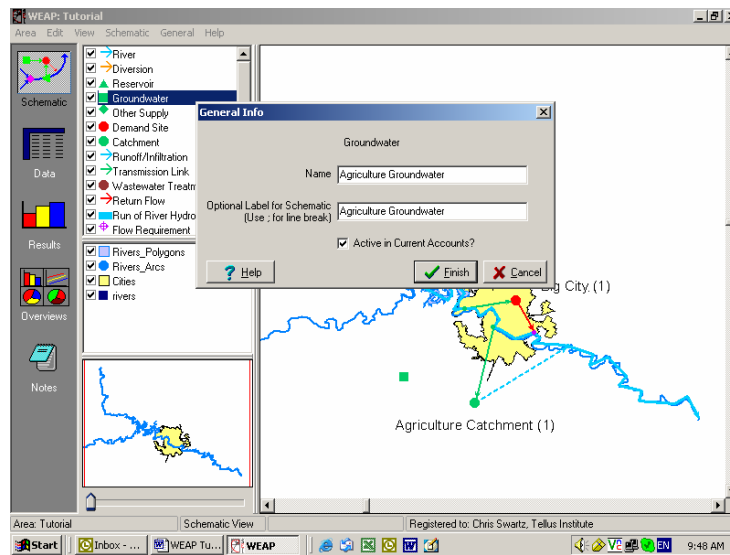 WEAP: Tutorial
Area Edit View Schematic General Help
Schematic
Data
Results
Overviews
Notes
River
Diversion
Reservoir
Groundwater
Other Supply
Demand Site
Catchment
Runoff/Infiltration
Transmission Link
Wastewater Treatm
Return Flow
Run of River Hydro
Flow Requirement
Rivers_Polygons
Rivers_Arcs
Cities
rivers
General Info
Groundwater
Name Agriculture Groundwater
Optional Label for Schematic Agriculture Groundwater
(Use ; for line break)
Active in Current Accounts?
Help Finish Cancel
Big City (1)
Agriculture Catchment (1)
Area: Tutorial Schematic View Registered to: Chris Swartz, Tellus Institute
Start Inbox - ... WEAP Tu... WEAP EN 9:48 AM